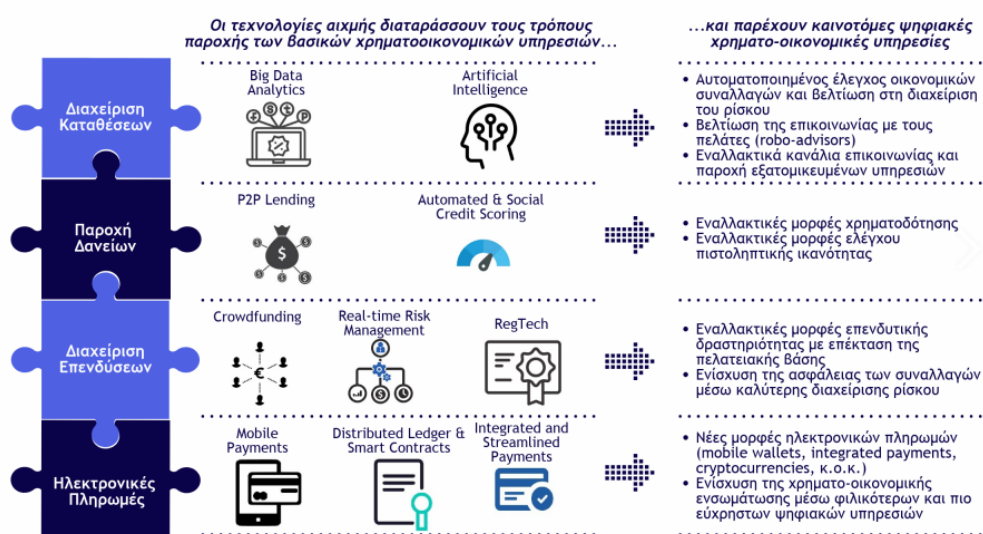 Οι τεχνολογίες αιχμής διαταράσσουν τους τρόπους
παροχής των βασικών χρηματοοικονομικών υπηρεσιών...
...και παρέχουν καινοτόμες ψηφιακές
χρηματο-οικονομικές υπηρεσίες
Διαχείριση
Καταθέσεων
Big Data
Analytics
Artificial
Intelligence
• Αυτοματοποιημένος έλεγχος οικονομικών
συναλλαγών και βελτίωση στη διαχείριση
του ρίσκου
• Βελτίωση της επικοινωνίας με τους
πελάτες (robo-advisors)
• Εναλλακτικά κανάλια επικοινωνίας και
παροχή εξατομικευμένων υπηρεσιών
Παροχή
Δανείων
P2P Lending
Automated & Social
Credit Scoring
• Εναλλακτικές μορφές χρηματοδότησης
• Εναλλακτικές μορφές ελέγχου
πιστοληπτικής ικανότητας
Διαχείριση
Επενδύσεων
Crowdfunding
Real-time Risk
Management
RegTech
• Εναλλακτικές μορφές επενδυτικής
δραστηριότητας με επέκταση της
πελατειακής βάσης
• Ενίσχυση της ασφάλειας των συναλλαγών
μέσω καλύτερης διαχείρισης ρίσκου
Ηλεκτρονικές
Πληρωμές
Mobile
Payments
Distributed Ledger &
Smart Contracts
Integrated and
Streamlined
Payments
• Νέες μορφές ηλεκτρονικών πληρωμών
(mobile wallets, integrated payments,
cryptocurrencies, κ.ο.κ.)
• Ενίσχυση της χρηματο-οικονομικής
ενσωμάτωσης μέσω φιλικότερων και πιο
εύχρηστων ψηφιακών υπηρεσιών